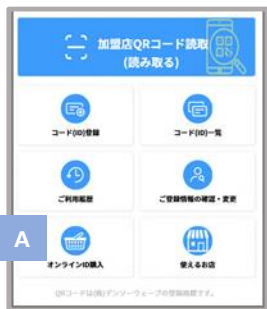 加盟店QRコード読取
(読み取る)
コード(ID)登録
コード(ID)一覧
ご利用履歴
ご登録情報の確認・変更
A
オンラインID購入
使えるお店
QRコードは(株)デンソーウェーブの登録商標です。